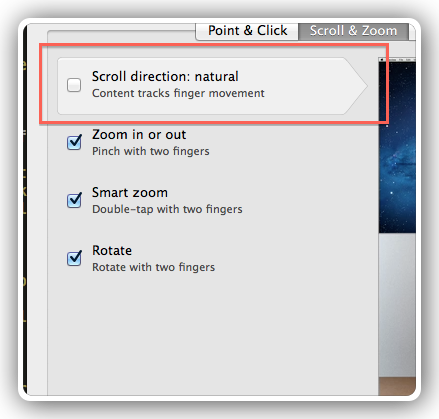 Point & Click
Scroll & Zoom
Scroll direction: natural
Content tracks finger movement
Zoom in or out
Pinch with two fingers
Smart zoom
Double-tap with two fingers
Rotate
Rotate with two fingers